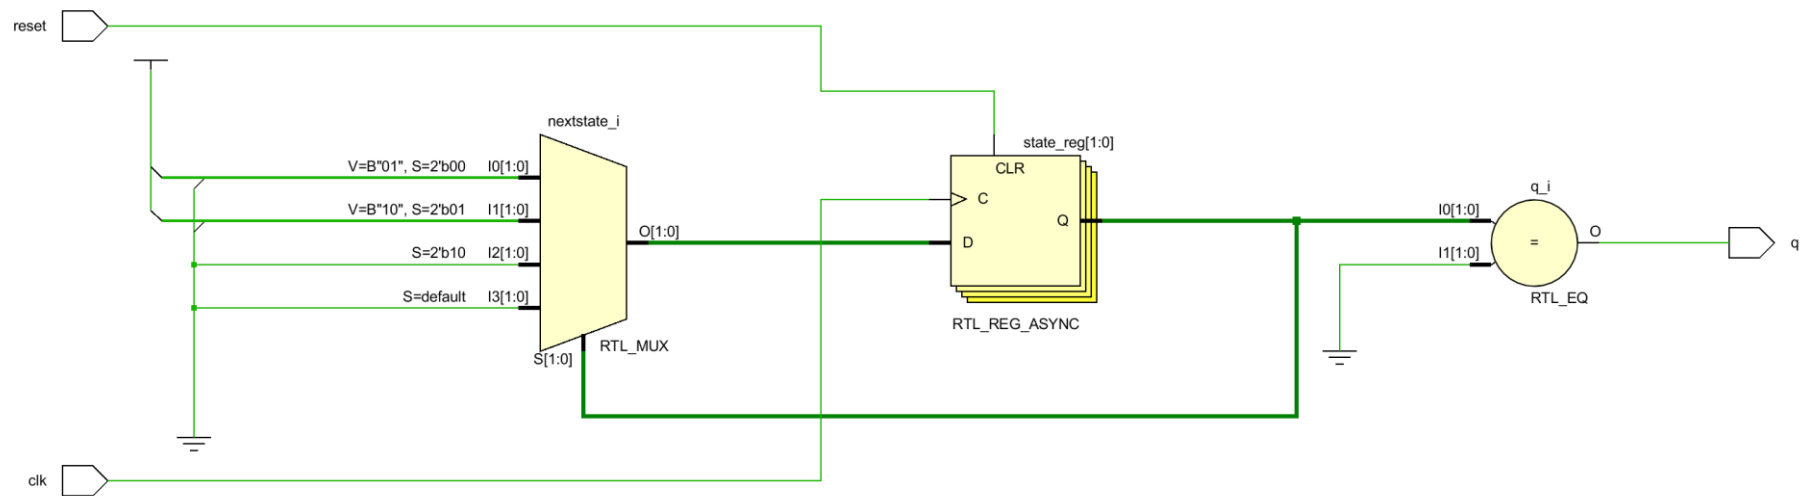 reset
nextstate_i
state_reg[1:0]
V=B"01", S=2'b00 I0[1:0]
CLR
V=B"10", S=2'b01 I1[1:0]
C
q_i
I0[1:0]
Q
O[1:0]
D
=
O
q
S=2'b10 I2[1:0]
I1[1:0]
S=default I3[1:0]
RTL_EQ
RTL_REG_ASYNC
S[1:0]
RTL_MUX
clk